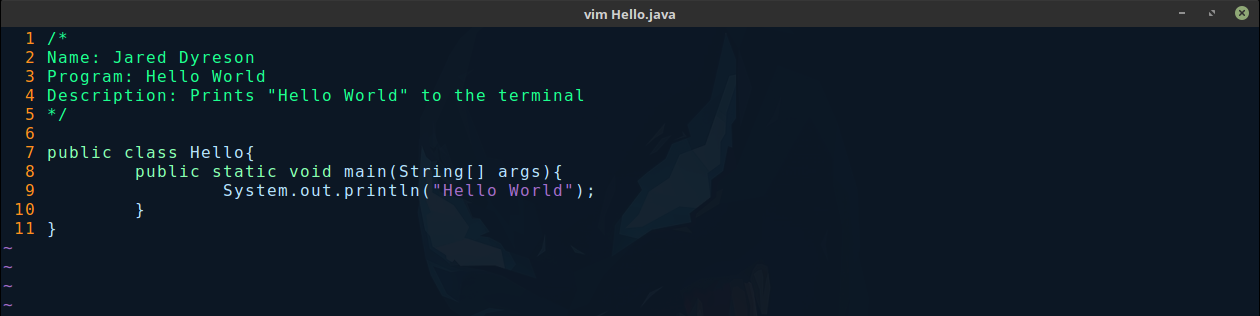 vim Hello.java
1 /*
2 Name: Jared Dyreson
3 Program: Hello World
4 Description: Prints "Hello World" to the terminal
5 */
6
7 public class Hello{
8         public static void main(String[] args){
9                 System.out.println("Hello World");
10         }
11 }
~
~
~
~